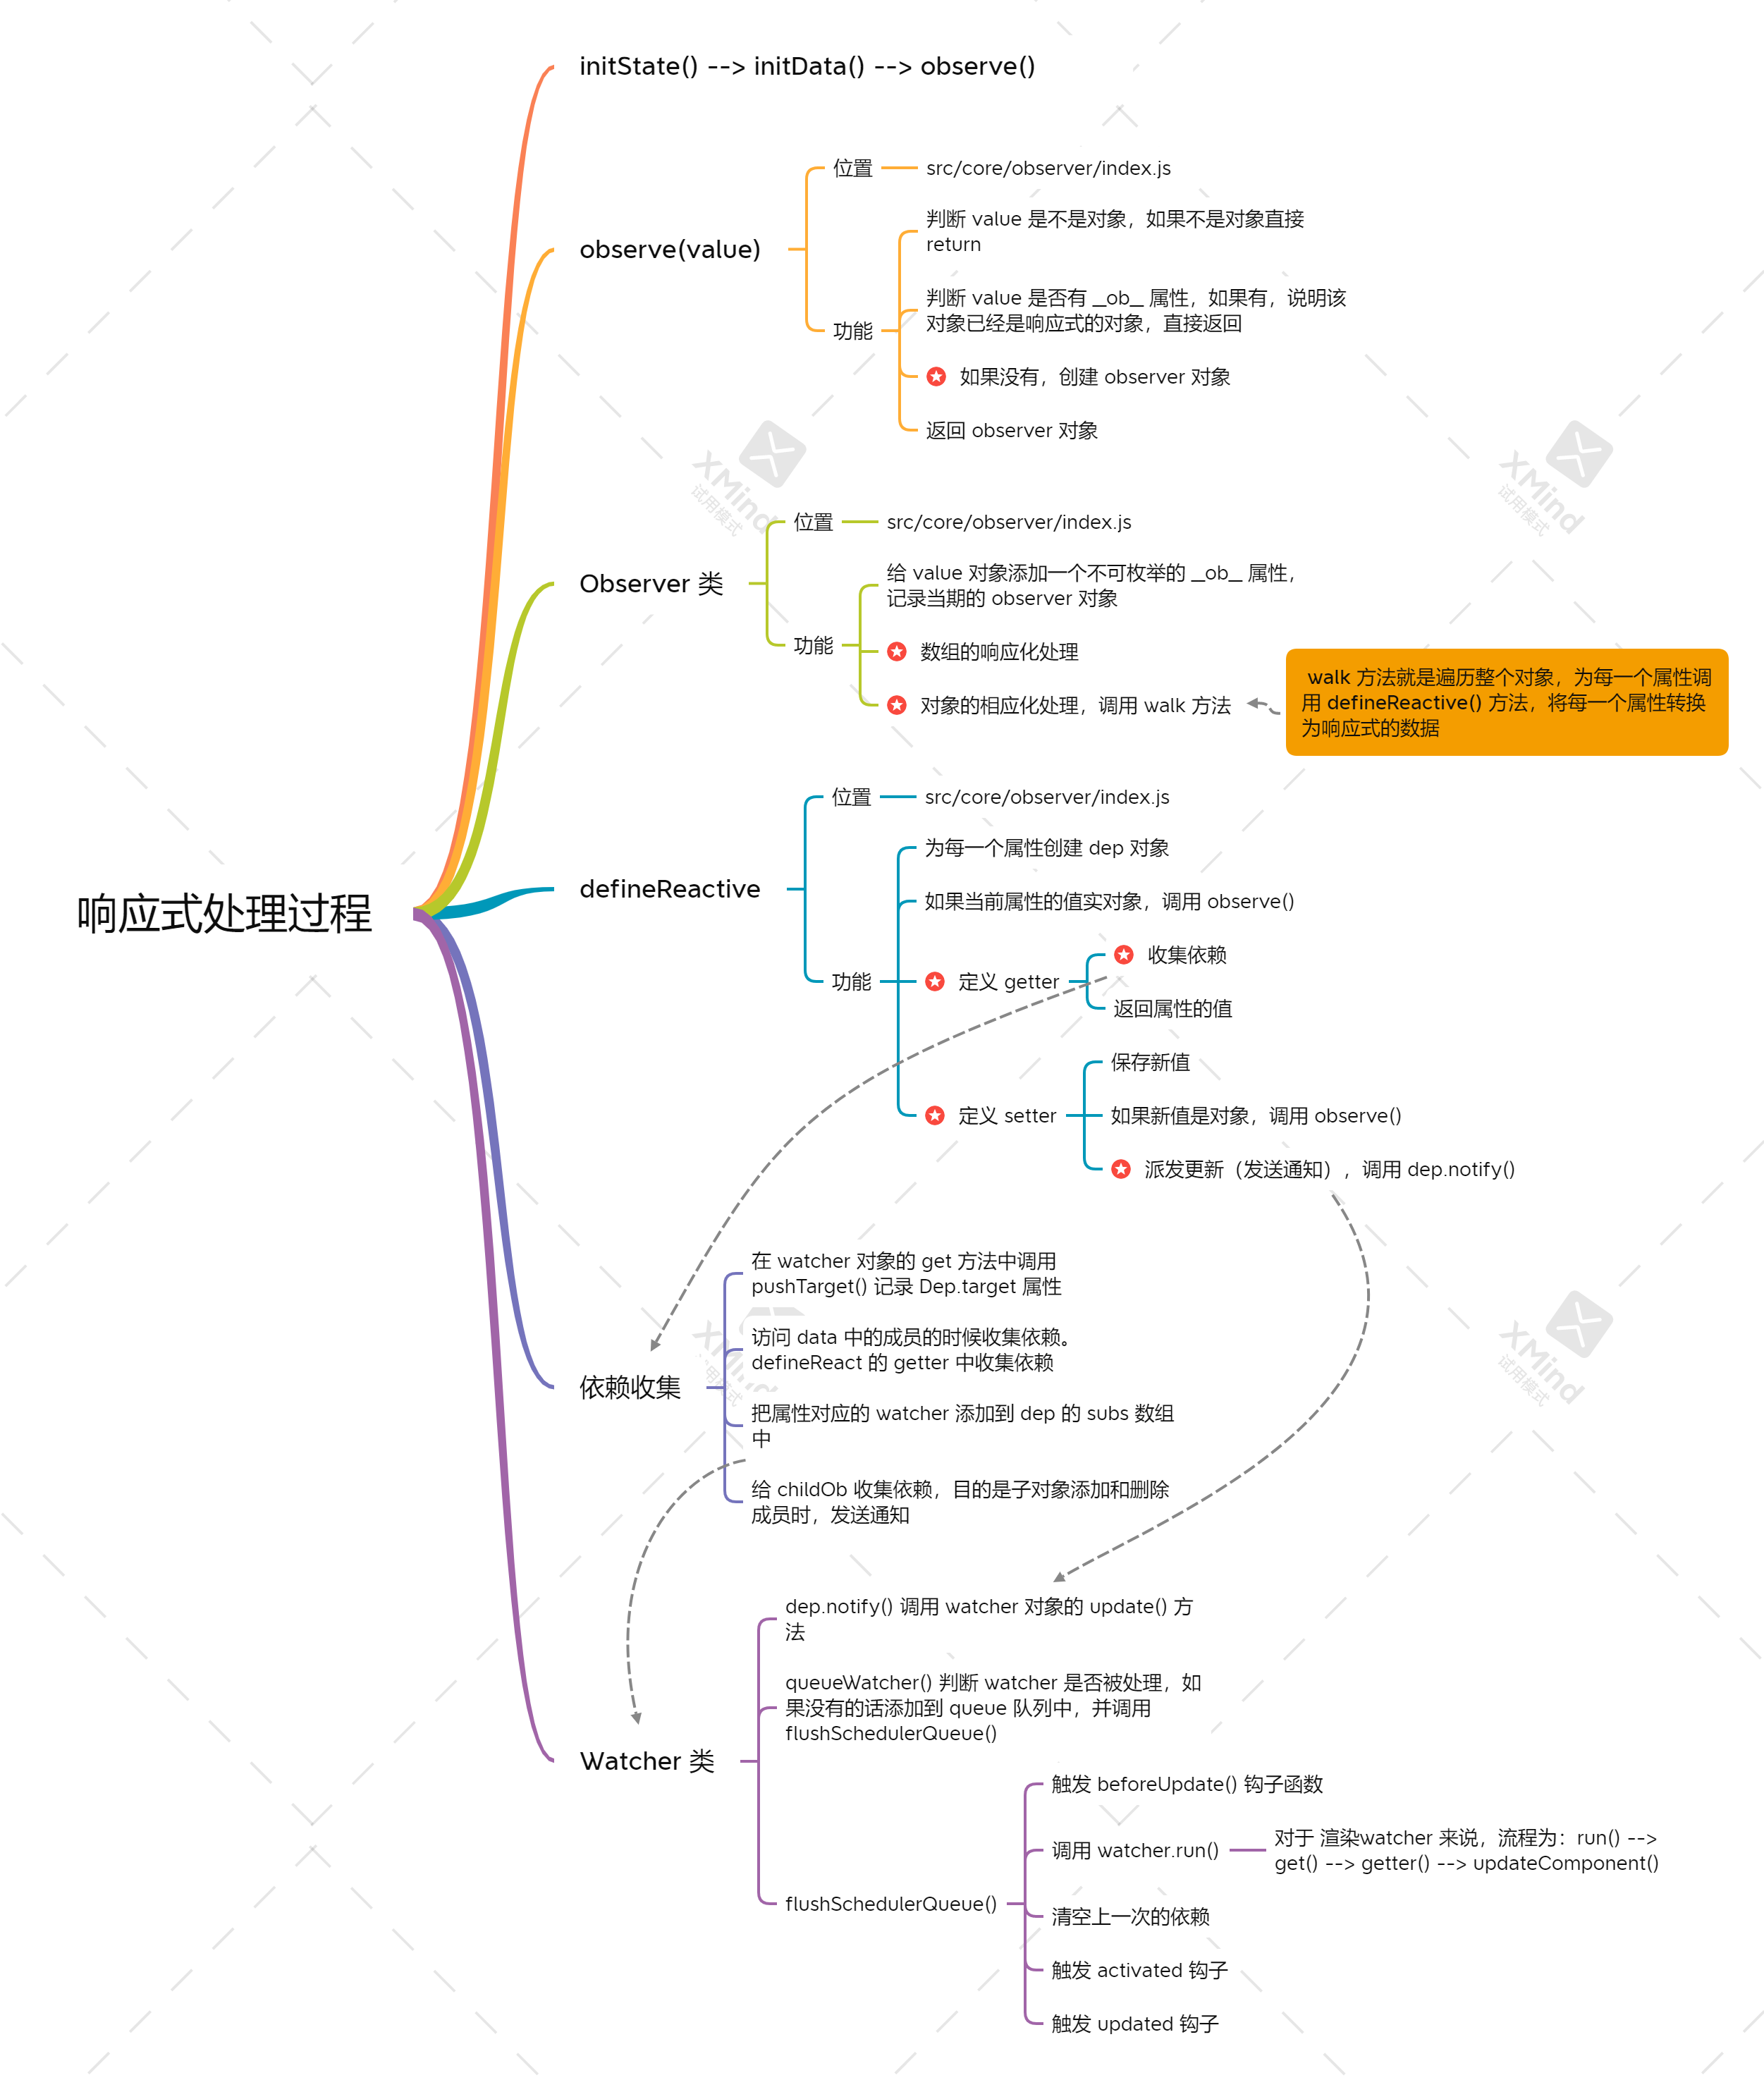 initState() --> initData() --> observe()
位置
src/core/observer/index.js
判断 value 是不是对象，如果不是对象直接
return
observe(value)
判断 value 是否有 __ob__ 属性，如果有，说明该
对象已经是响应式的对象，直接返回
功能
如果没有，创建 observer 对象
返回 observer 对象
位置
src/core/observer/index.js
给 value 对象添加一个不可枚举的 __ob__ 属性，
记录当期的 observer 对象
Observer 类
功能
数组的响应化处理
对象的相应化处理，调用 walk 方法
walk 方法就是遍历整个对象，为每一个属性调
用 defineReactive() 方法，将每一个属性转换
为响应式的数据
位置
src/core/observer/index.js
为每一个属性创建 dep 对象
defineReactive
如果当前属性的值实对象，调用 observe()
响应式处理过程
功能
定义 getter
收集依赖
返回属性的值
定义 setter
保存新值
如果新值是对象，调用 observe()
派发更新（发送通知），调用 dep.notify()
在 watcher 对象的 get 方法中调用
pushTarget() 记录 Dep.target 属性
访问 data 中的成员的时候收集依赖。
defineReact 的 getter 中收集依赖
依赖收集
把属性对应的 watcher 添加到 dep 的 subs 数组
中
给 childOb 收集依赖，目的是子对象添加和删除
成员时，发送通知
dep.notify() 调用 watcher 对象的 update() 方
法
queueWatcher() 判断 watcher 是否被处理，如
果没有的话添加到 queue 队列中，并调用
flushSchedulerQueue()
Watcher 类
flushSchedulerQueue()
触发 beforeUpdate() 钩子函数
调用 watcher.run()
对于 渲染watcher 来说，流程为：run() -->
get() --> getter() --> updateComponent()
清空上一次的依赖
触发 activated 钩子
触发 updated 钩子
XMind
试用模式
XMind
试用模式
XMind
试用模式